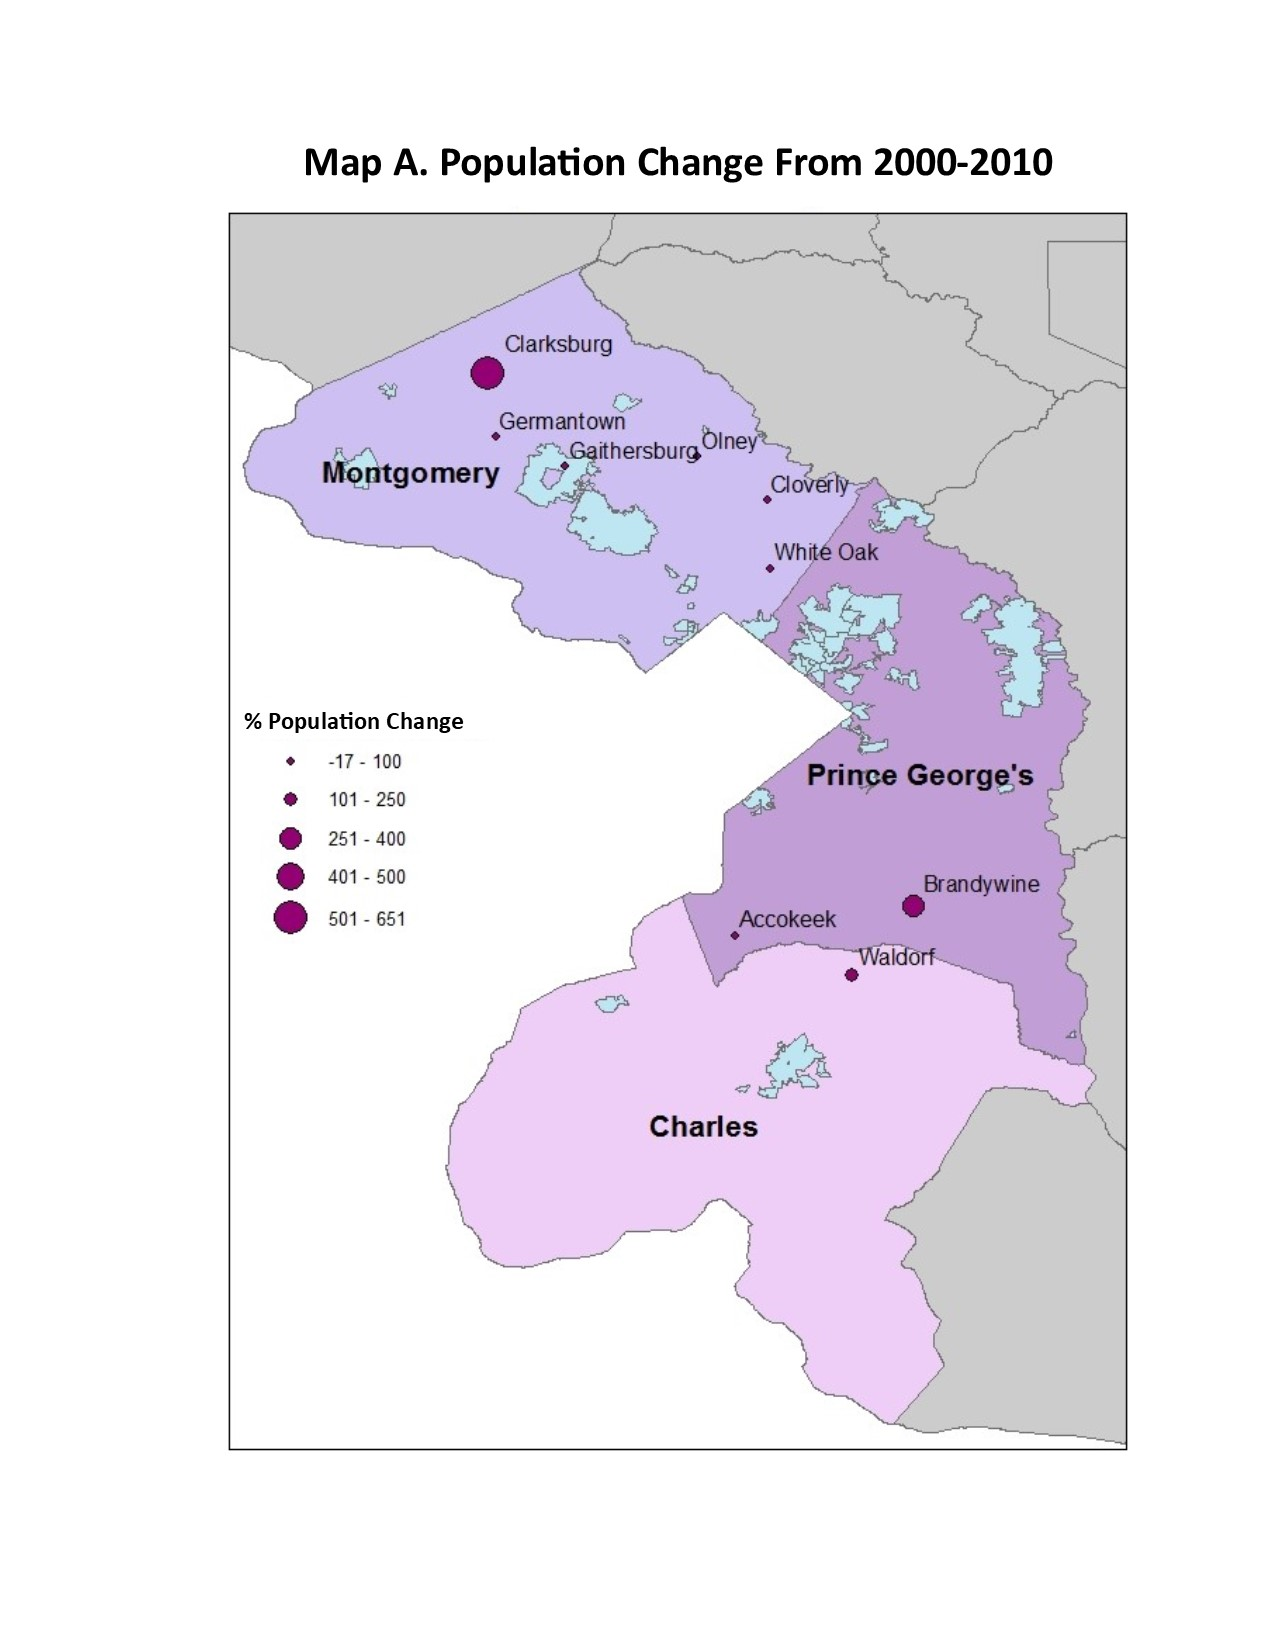 Map A. Population Change From 2000-2010
Clarksburg
Germantown
Olney
Gaithersburg
Montgomery
Cloverly
White Oak
% Population Change
-17 - 100
101 - 250
251 - 400
401 - 500
501 - 651
Prince George's
Brandywine
Accokeek
Waldorf
Charles